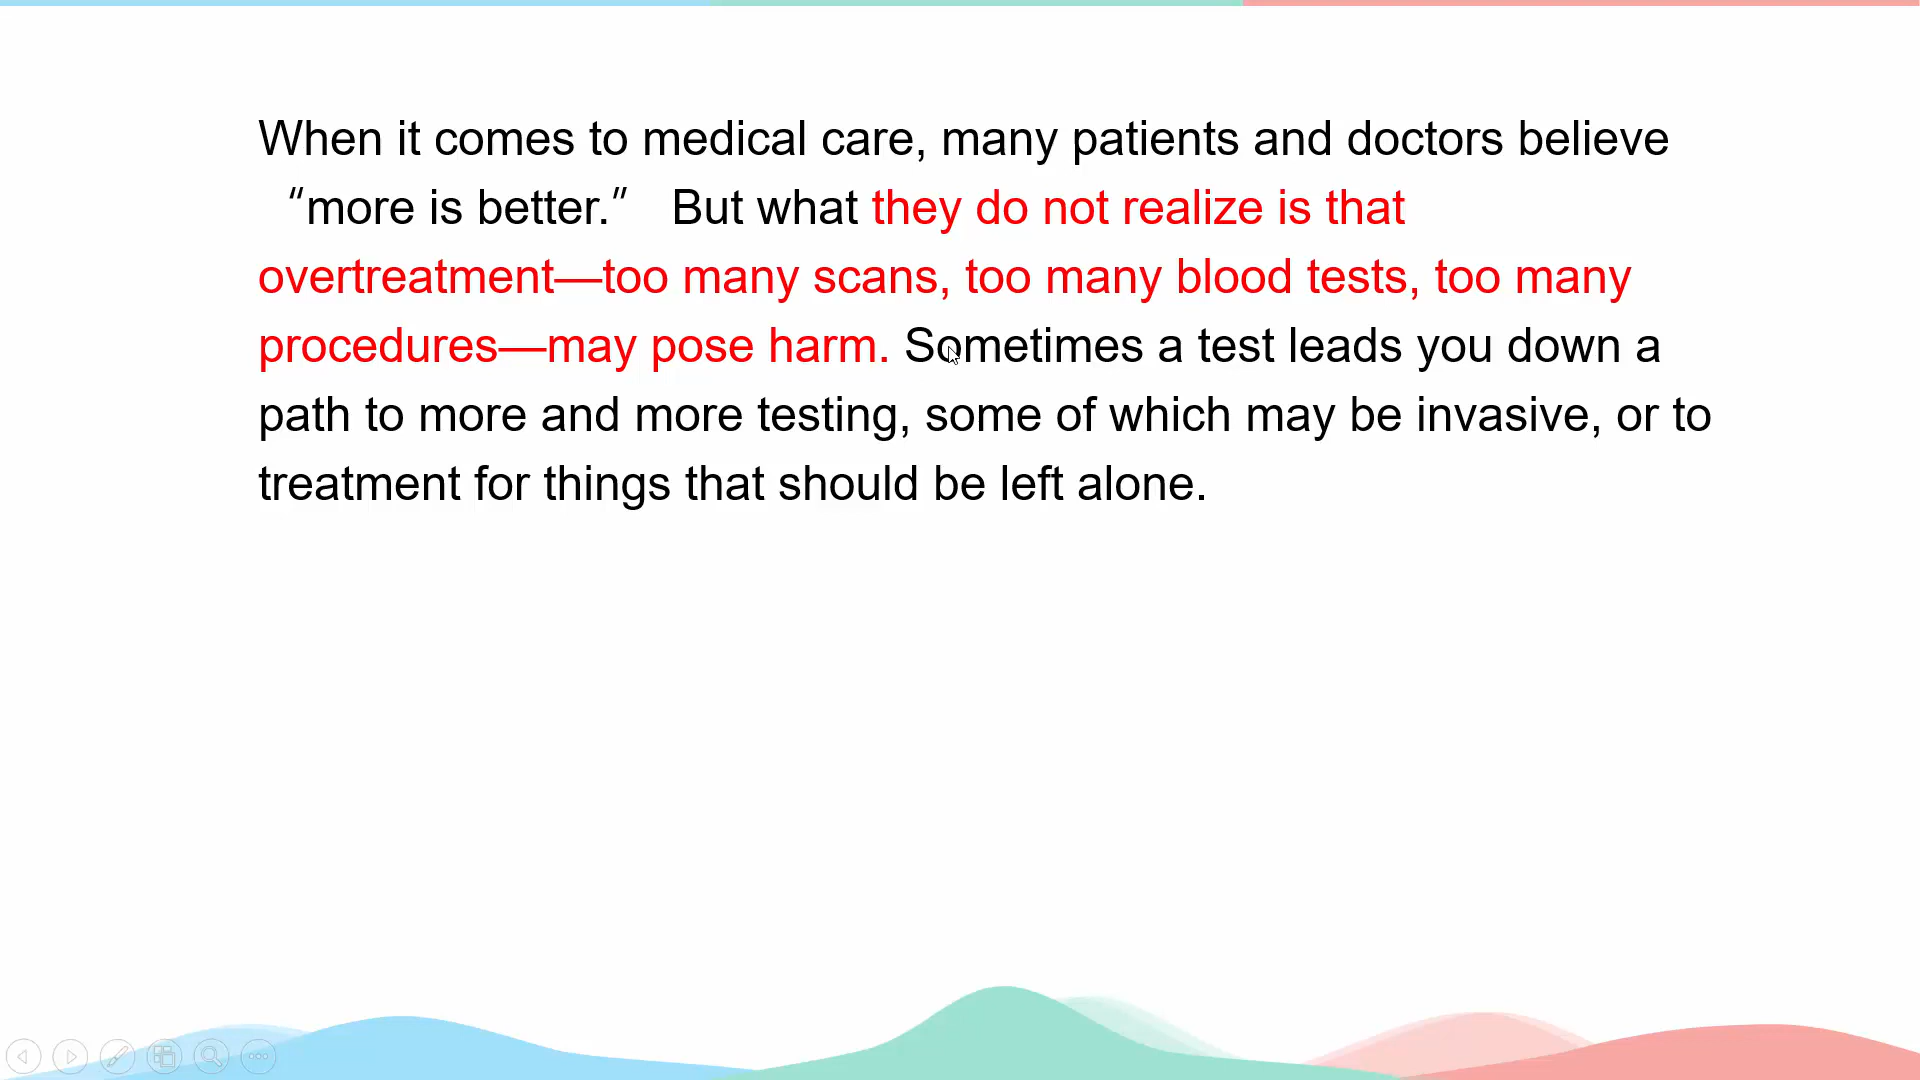 When it comes to medical care, many patients and doctors believe
“more is better.” But what they do not realize is that
overtreatment—too many scans, too many blood tests, too many
procedures—may pose harm. Sometimes a test leads you down a
path to more and more testing, some of which may be invasive, or to
treatment for things that should be left alone.